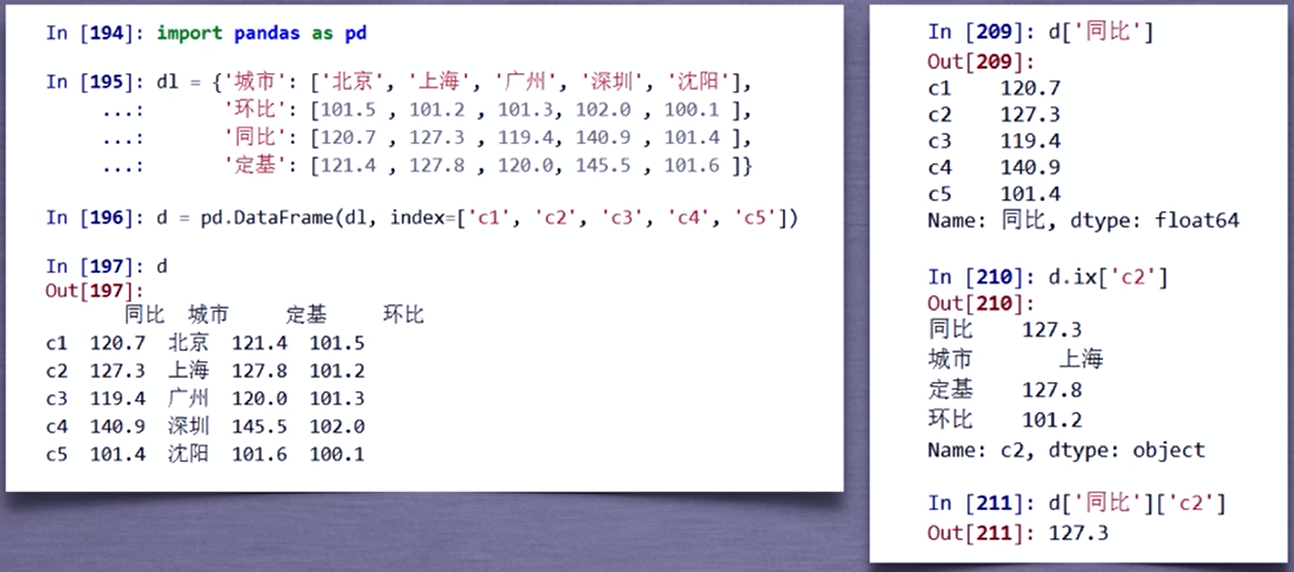 In [194]: import pandas as pd
In [195]: dl = {'城市': ['北京', '上海', '广州', '深圳', '沈阳'],
...: '环比': [101.5 , 101.2 , 101.3, 102.0 , 100.1 ],
...: '同比': [120.7 , 127.3 , 119.4, 140.9 , 101.4 ],
...: '定基': [121.4 , 127.8 , 120.0, 145.5 , 101.6 ]}
In [196]: d = pd.DataFrame(dl, index=['c1', 'c2', 'c3', 'c4', 'c5'])
In [197]: d
Out[197]:
同比 城市 定基 环比
c1 120.7 北京 121.4 101.5
c2 127.3 上海 127.8 101.2
c3 119.4 广州 120.0 101.3
c4 140.9 深圳 145.5 102.0
c5 101.4 沈阳 101.6 100.1
In [209]: d['同比']
Out[209]:
c1 120.7
c2 127.3
c3 119.4
c4 140.9
c5 101.4
Name: 同比, dtype: float64
In [210]: d.ix['c2']
Out[210]:
同比 127.3
城市 上海
定基 127.8
环比 101.2
Name: c2, dtype: object
In [211]: d['同比']['c2']
Out[211]: 127.3